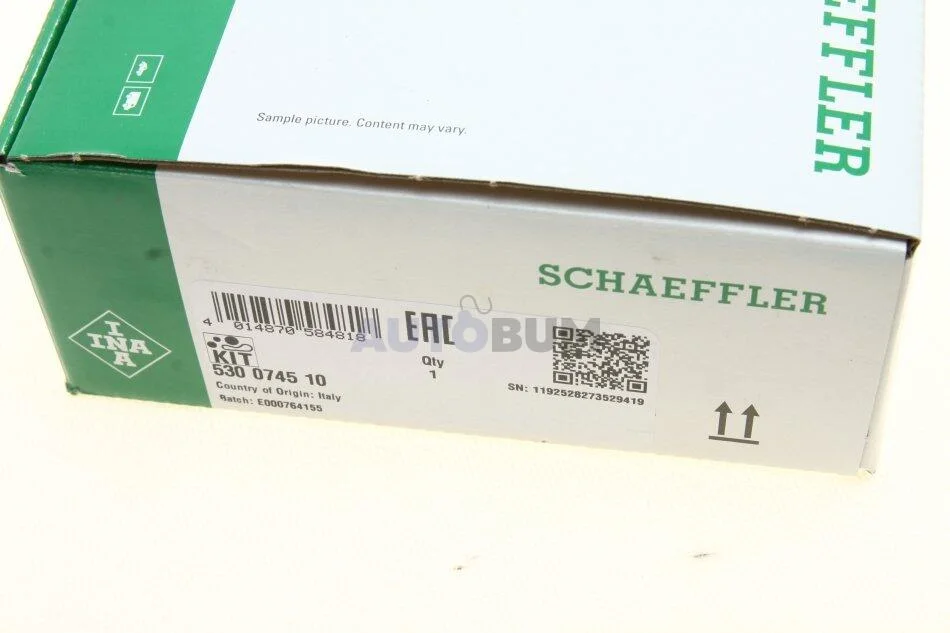 EFFLER
Sample picture. Content may vary.
SCHAEFFLER
I
INA
A
4 014870 584818
EAC
AUTOBUM
KIT
530 0745 10
Qty
1
Country of Origin: Italy
Batch: E000764155
SN: 1192528273529419